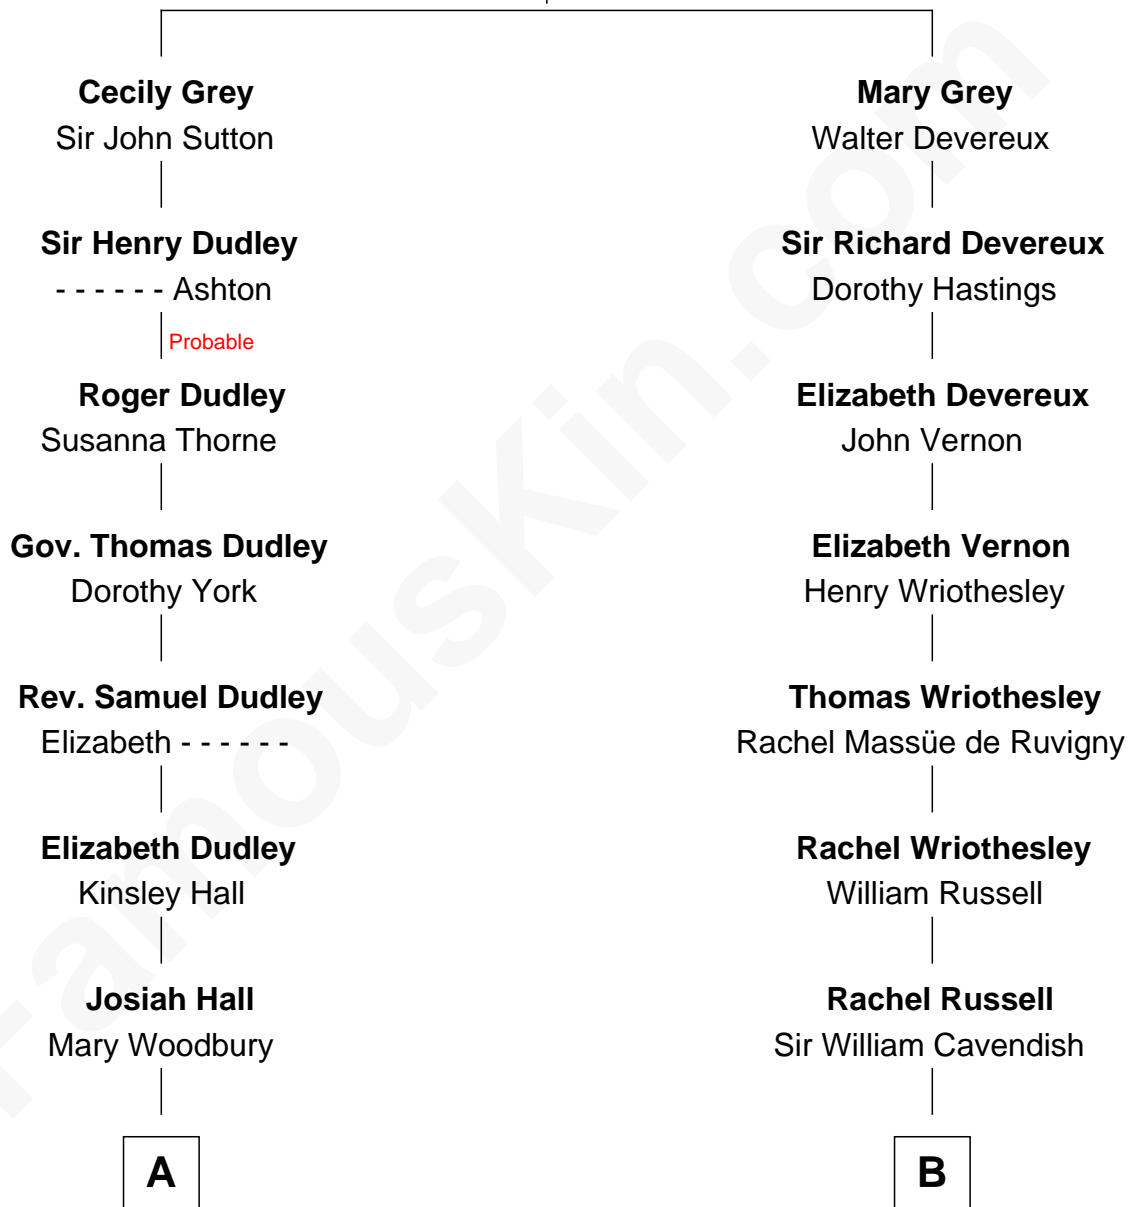 Cecily Grey
Sir John Sutton
Sir Henry Dudley
- - - - - - Ashton
Probable
Roger Dudley
Susanna Thorne
Gov. Thomas Dudley
Dorothy York
Rev. Samuel Dudley
Elizabeth - - - - - -
Elizabeth Dudley
Kinsley Hall
Josiah Hall
Mary Woodbury
A
Mary Grey
Walter Devereux
Sir Richard Devereux
Dorothy Hastings
Elizabeth Devereux
John Vernon
Elizabeth Vernon
Henry Wriothesley
Thomas Wriothesley
Rachel Massüe de Ruvigny
Rachel Wriothesley
William Russell
Rachel Russell
Sir William Cavendish
B
FamousKin.com